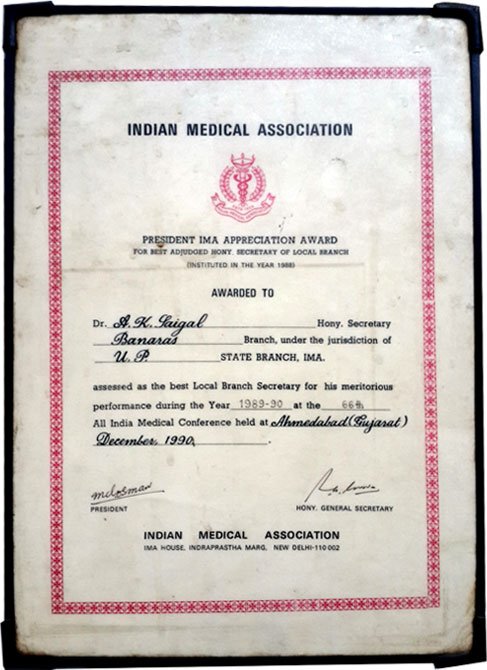 INDIAN MEDICAL ASSOCIATION
PRESIDENT IMA APPRECIATION AWARD
FOR BEST ADJUDGED HONY. SECRETARY OF LOCAL BRANCH
(INSTITUTED IN THE YEAR 1988)
AWARDED TO
Dr. A. K. Saigal Hony. Secretary
Banaras Branch, under the jurisdiction of
U. P. STATE BRANCH, IMA.
assessed as the best Local Branch Secretary for his meritorious
performance during the Year 1989-90 at the 66th
All India Medical Conference held at Ahmedabad (Gujarat)
December, 1990.
PRESIDENT HONY. GENERAL SECRETARY
INDIAN MEDICAL ASSOCIATION
IMA HOUSE, INDRAPRASTHA MARG, NEW DELHI-110 002